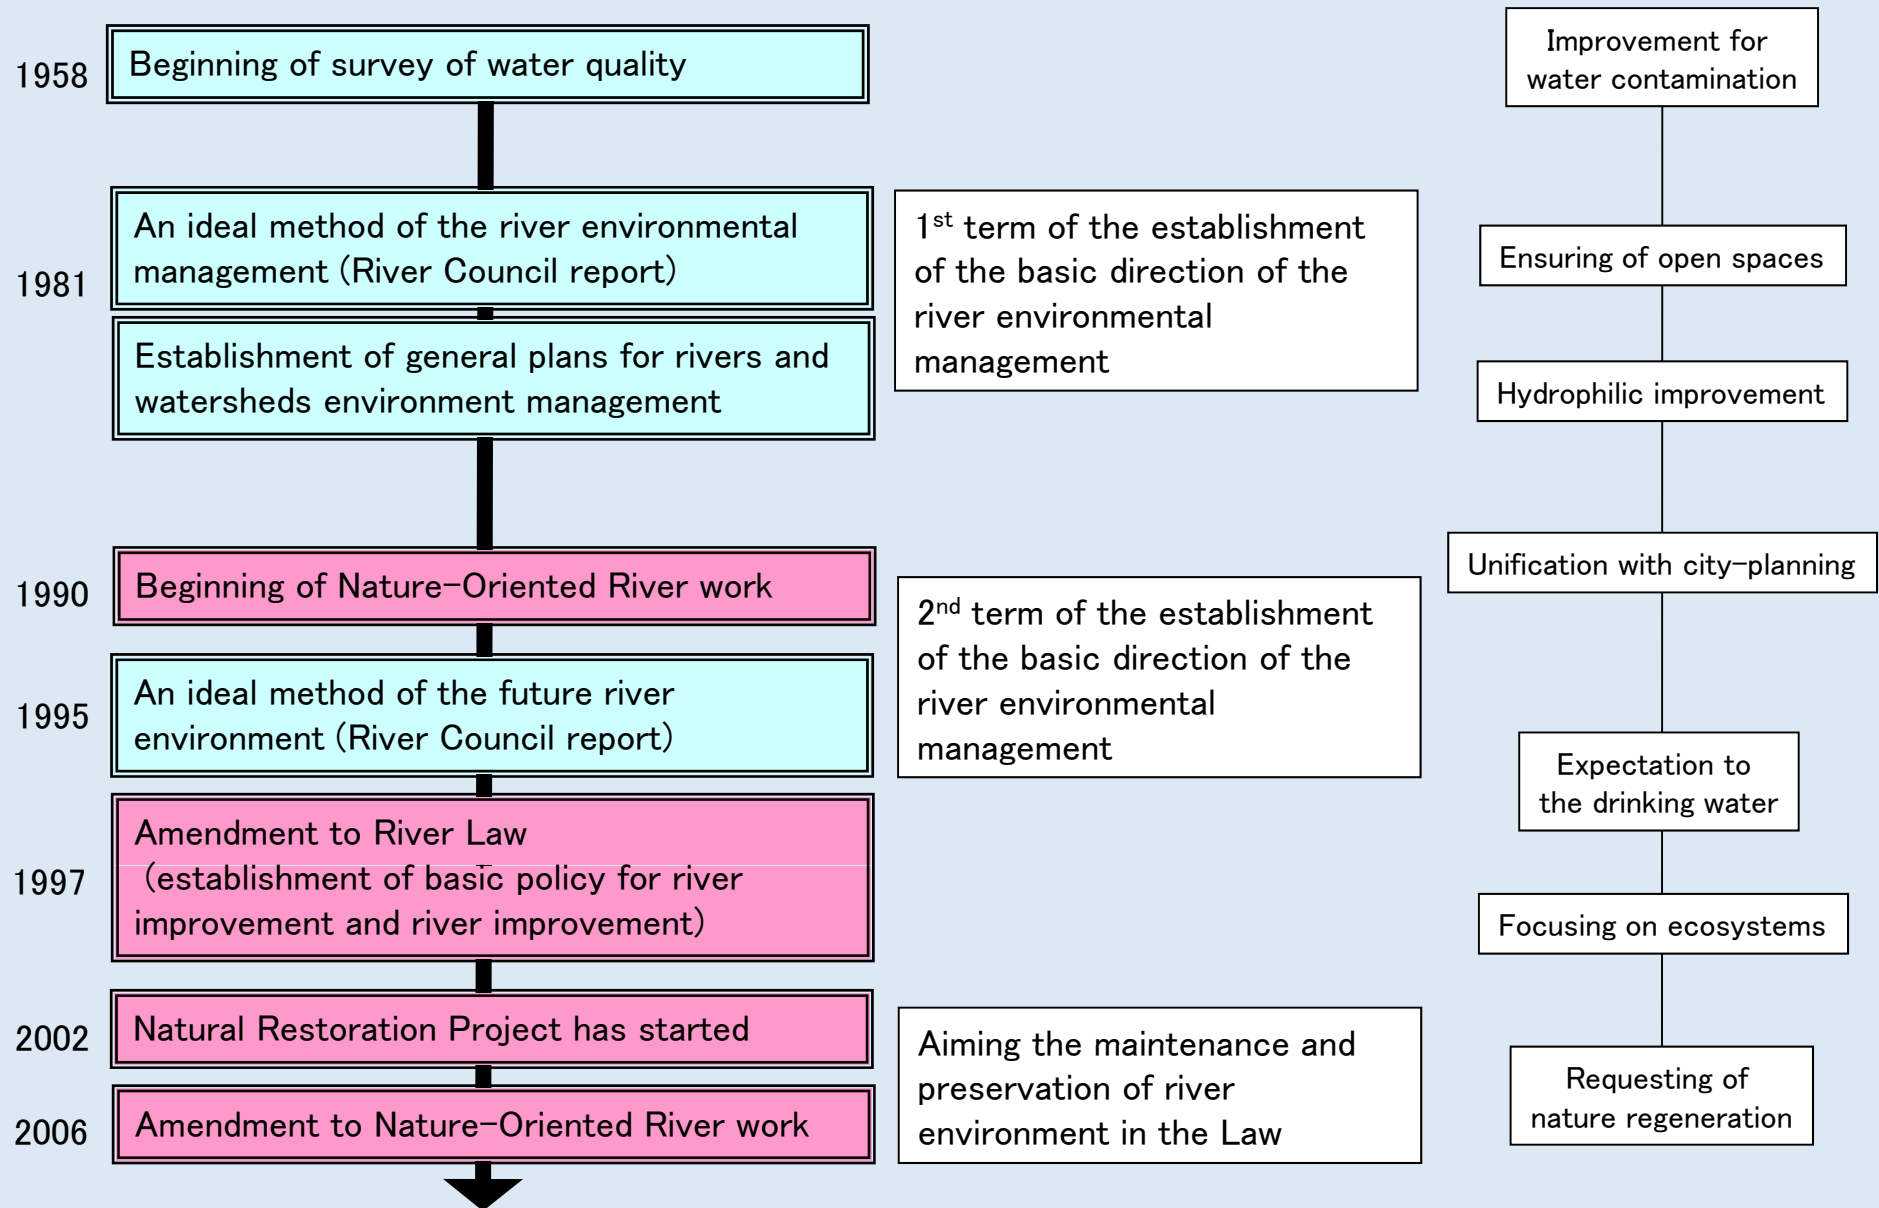 1958
Beginning of survey of water quality
1981
An ideal method of the river environmental
management (River Council report)
Establishment of general plans for rivers and
watersheds environment management
1st term of the establishment
of the basic direction of the
river environmental
management
1990
Beginning of Nature-Oriented River work
1995
An ideal method of the future river
environment (River Council report)
2nd term of the establishment
of the basic direction of the
river environmental
management
1997
Amendment to River Law
(establishment of basic policy for river
improvement and river improvement)
2002
Natural Restoration Project has started
2006
Amendment to Nature-Oriented River work
Aiming the maintenance and
preservation of river
environment in the Law
Improvement for
water contamination
Ensuring of open spaces
Hydrophilic improvement
Unification with city-planning
Expectation to
the drinking water
Focusing on ecosystems
Requesting of
nature regeneration